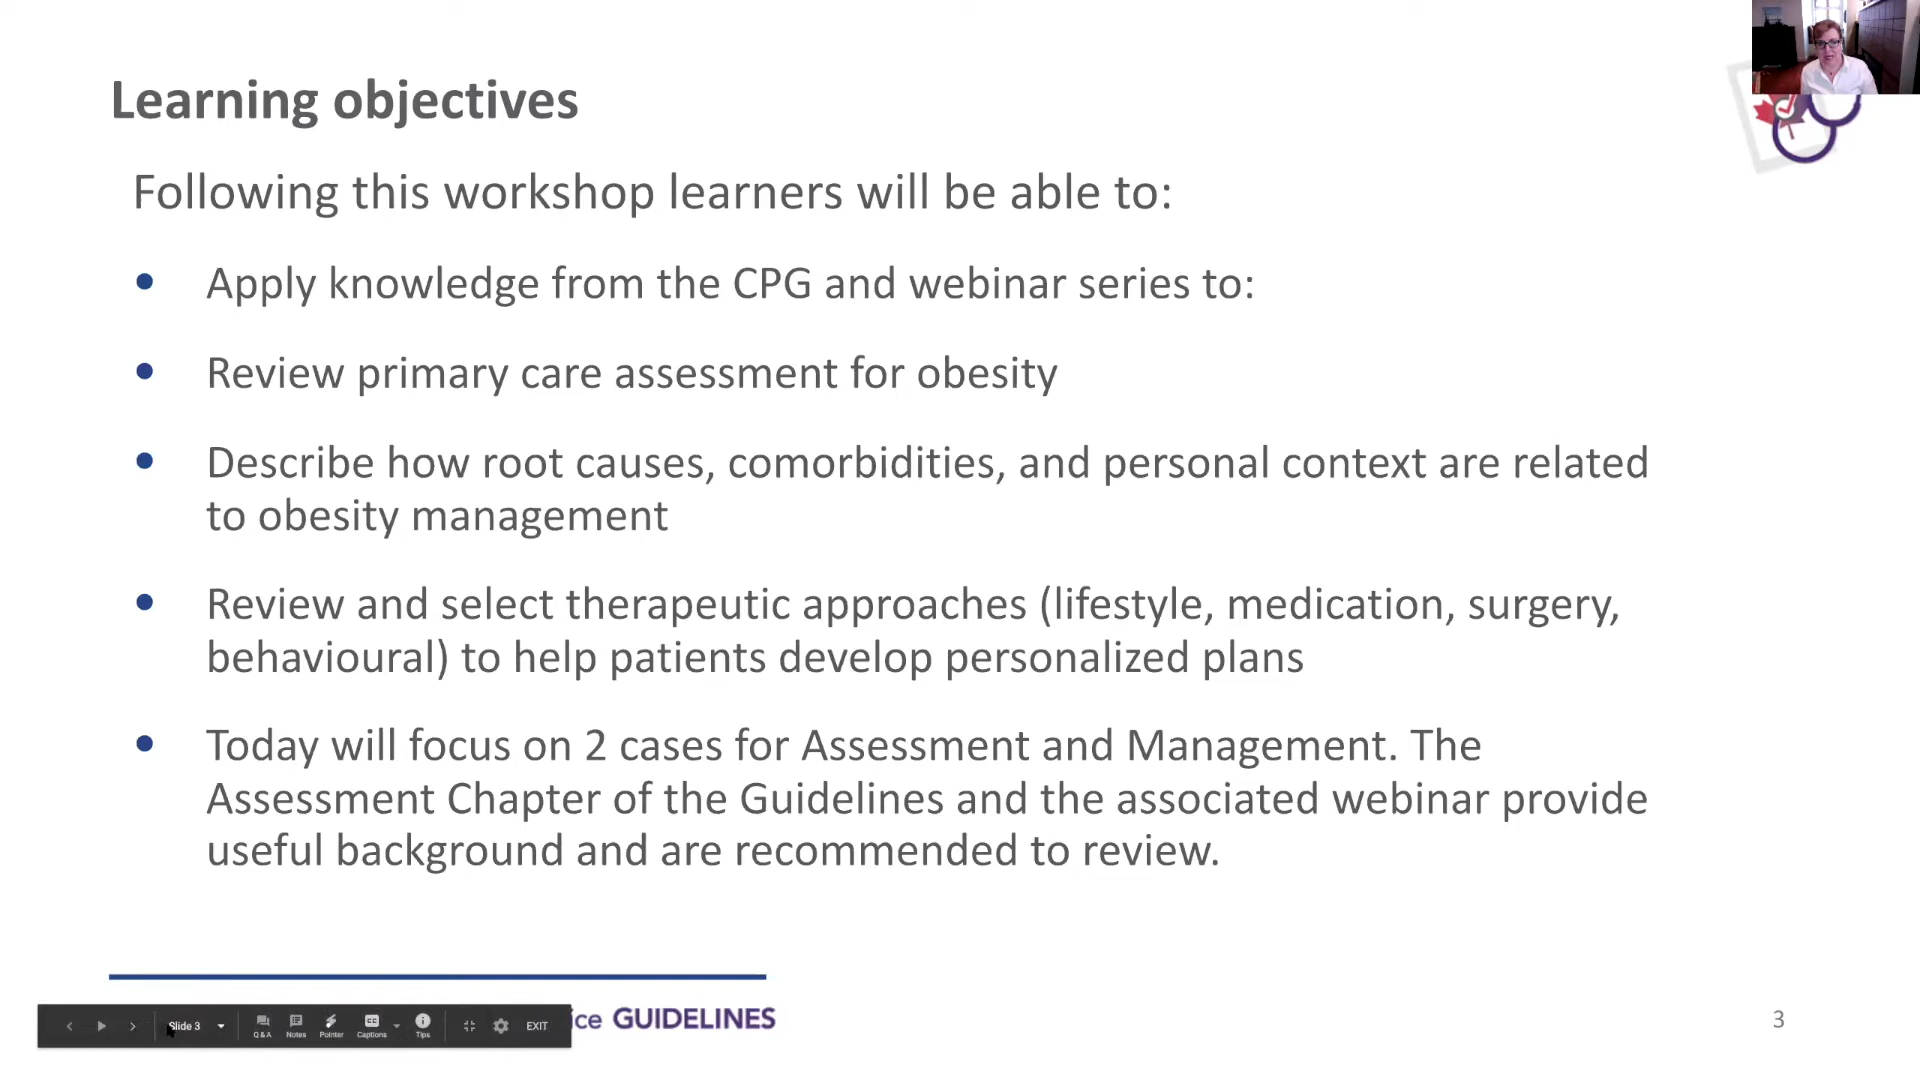 Learning objectives
Following this workshop learners will be able to:
• Apply knowledge from the CPG and webinar series to:
• Review primary care assessment for obesity
• Describe how root causes, comorbidities, and personal context are related
to obesity management
• Review and select therapeutic approaches (lifestyle, medication, surgery,
behavioural) to help patients develop personalized plans
• Today will focus on 2 cases for Assessment and Management. The
Assessment Chapter of the Guidelines and the associated webinar provide
useful background and are recommended to review.
ice GUIDELINES
Slide 3
Q & A Notes Pointer Captions Tips EXIT
3